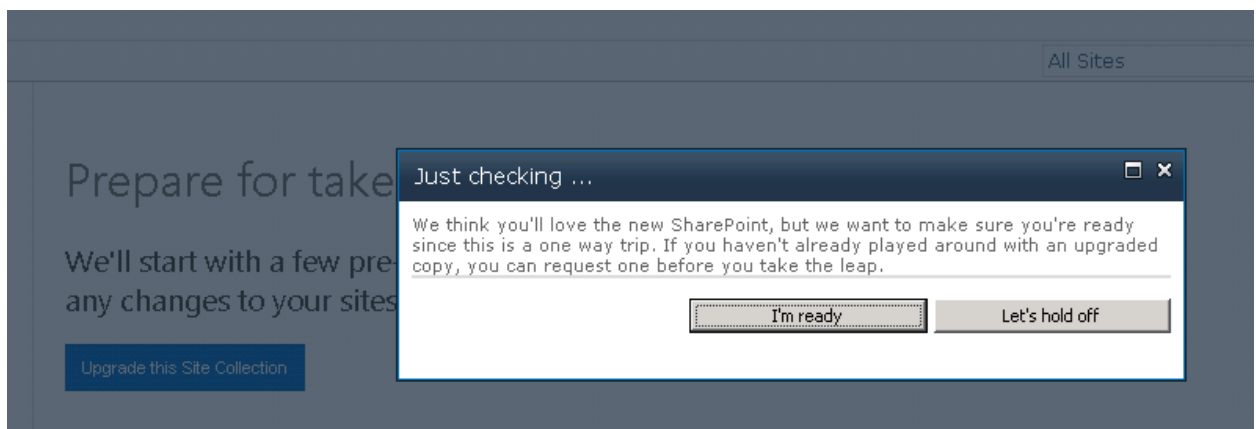 All Sites
Prepare for take
Just checking ...
We think you'll love the new SharePoint, but we want to make sure you're ready
since this is a one way trip. If you haven't already played around with an upgraded
copy, you can request one before you take the leap.
We'll start with a few pre-
any changes to your sites
I'm ready
Let's hold off
Upgrade this Site Collection